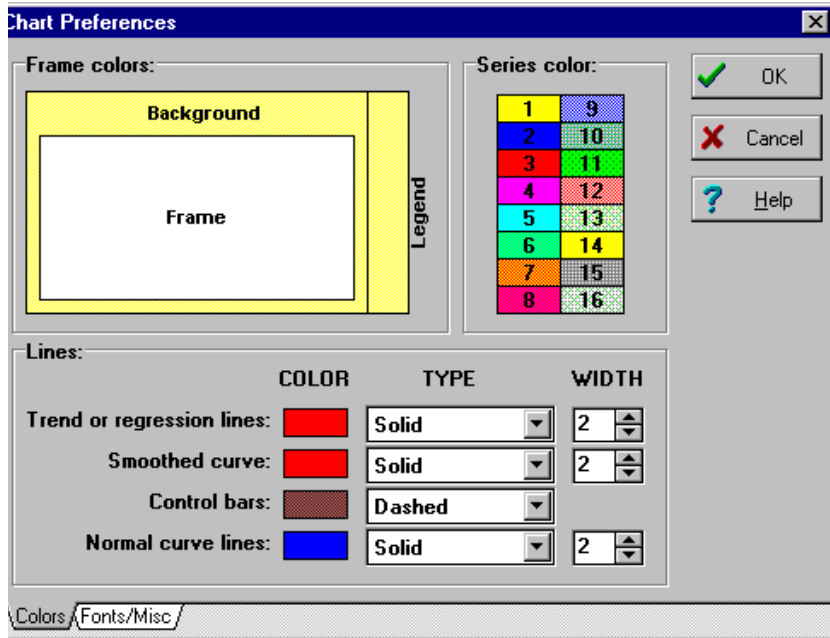 Chart Preferences
Frame colors:
Background
Frame
Legend
Series color:
1 9
2 10
3 11
4 12
5 13
6 14
7 15
8 16
OK
Cancel
Help
Lines:
COLOR TYPE WIDTH
Trend or regression lines: Solid 2
Smoothed curve: Solid 2
Control bars: Dashed
Normal curve lines: Solid 2
Colors Fonts/Misc